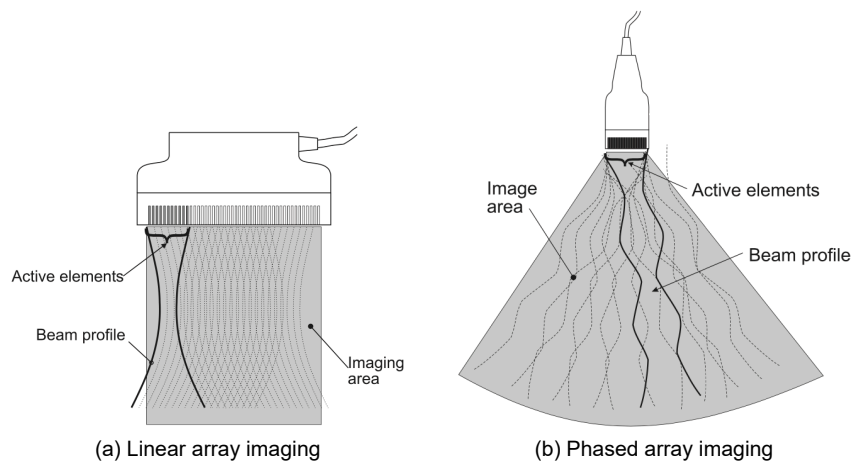 Active elements
Beam profile
Imaging
area
(a) Linear array imaging
Image
area
Active elements
Beam profile
(b) Phased array imaging